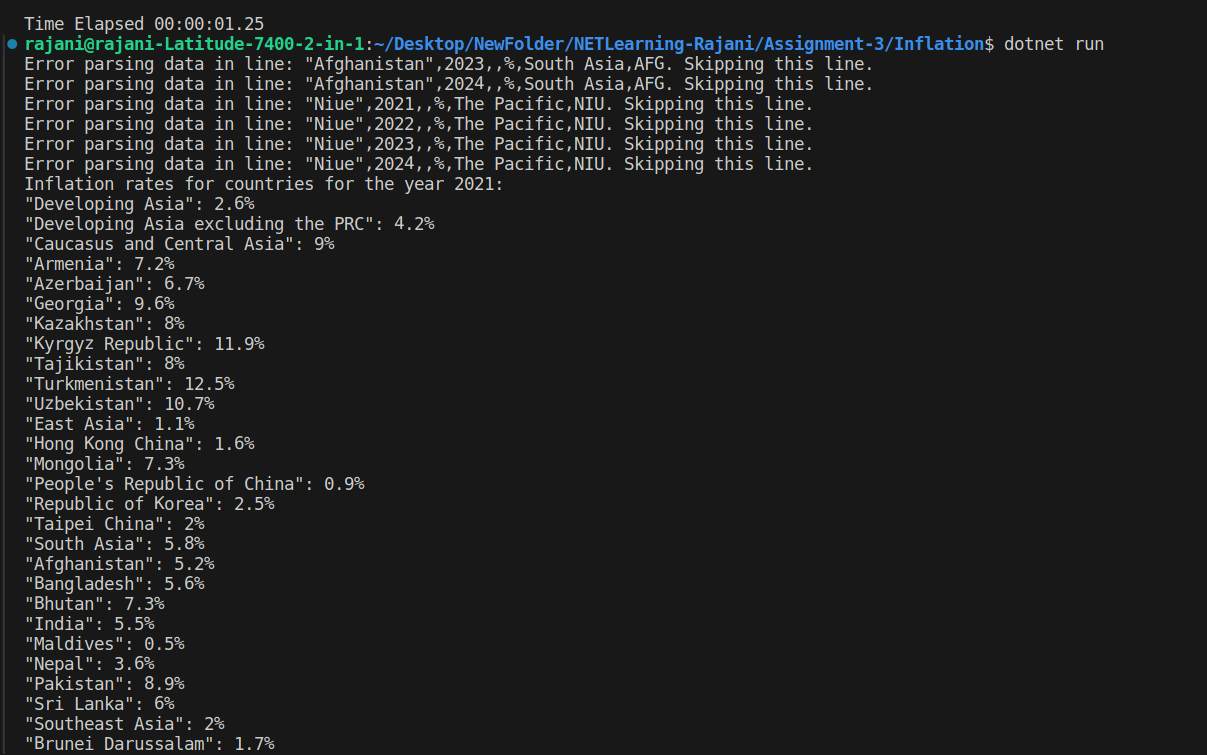 Time Elapsed 00:00:01.25
rajani@rajani-Latitude-7400-2-in-1:~/Desktop/NewFolder/NETLearning-Rajani/Assignment-3/Inflation$ dotnet run
Error parsing data in line: "Afghanistan",2023,,%,South Asia,AFG. Skipping this line.
Error parsing data in line: "Afghanistan",2024,,%,South Asia,AFG. Skipping this line.
Error parsing data in line: "Niue",2021,,%,The Pacific,NIU. Skipping this line.
Error parsing data in line: "Niue",2022,,%,The Pacific,NIU. Skipping this line.
Error parsing data in line: "Niue",2023,,%,The Pacific,NIU. Skipping this line.
Error parsing data in line: "Niue",2024,,%,The Pacific,NIU. Skipping this line.
Inflation rates for countries for the year 2021:
"Developing Asia": 2.6%
"Developing Asia excluding the PRC": 4.2%
"Caucasus and Central Asia": 9%
"Armenia": 7.2%
"Azerbaijan": 6.7%
"Georgia": 9.6%
"Kazakhstan": 8%
"Kyrgyz Republic": 11.9%
"Tajikistan": 8%
"Turkmenistan": 12.5%
"Uzbekistan": 10.7%
"East Asia": 1.1%
"Hong Kong China": 1.6%
"Mongolia": 7.3%
"People's Republic of China": 0.9%
"Republic of Korea": 2.5%
"Taipei China": 2%
"South Asia": 5.8%
"Afghanistan": 5.2%
"Bangladesh": 5.6%
"Bhutan": 7.3%
"India": 5.5%
"Maldives": 0.5%
"Nepal": 3.6%
"Pakistan": 8.9%
"Sri Lanka": 6%
"Southeast Asia": 2%
"Brunei Darussalam": 1.7%